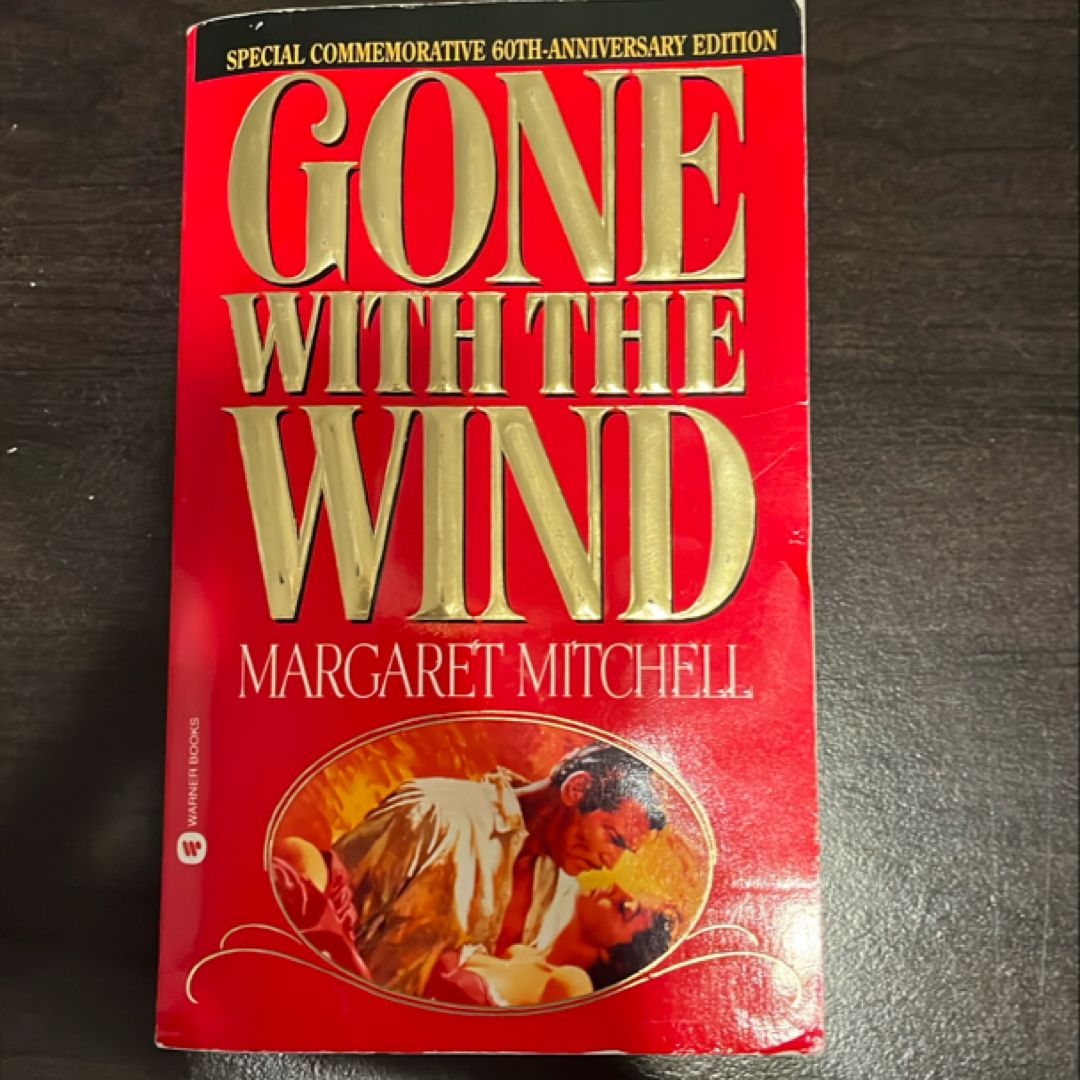 SPECIAL COMMEMORATIVE 60TH-ANNIVERSARY EDITION
GONE
WITH THE
WIND
MARGARET MITCHELL
WARNER BOOKS